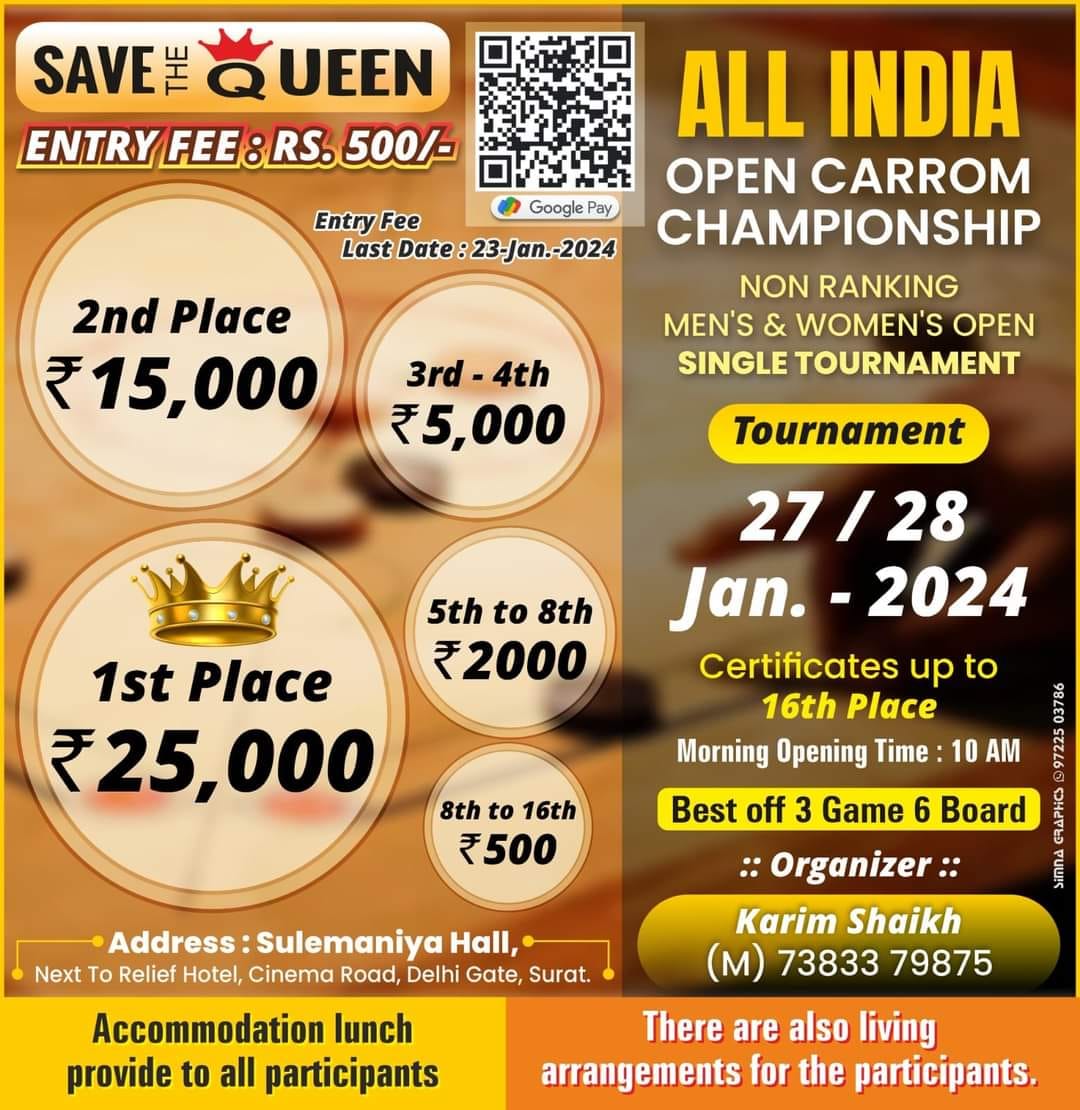 SAVE THE QUEEN
ENTRY FEE : RS. 500/-
Google Pay
Entry Fee
Last Date : 23-Jan.-2024
2nd Place
₹15,000
3rd - 4th
₹5,000
1st Place
₹25,000
5th to 8th
₹2000
8th to 16th
₹500
Address : Sulemaniya Hall,
Next To Relief Hotel, Cinema Road, Delhi Gate, Surat.
ALL INDIA
OPEN CARROM
CHAMPIONSHIP
NON RANKING
MEN'S & WOMEN'S OPEN
SINGLE TOURNAMENT
Tournament
27 / 28
Jan. - 2024
Certificates up to
16th Place
Morning Opening Time : 10 AM
Best off 3 Game 6 Board
:: Organizer ::
Karim Shaikh
(M) 73833 79875
SIMNA GRAPHICS 97225 03786
Accommodation lunch
provide to all participants
There are also living
arrangements for the participants.